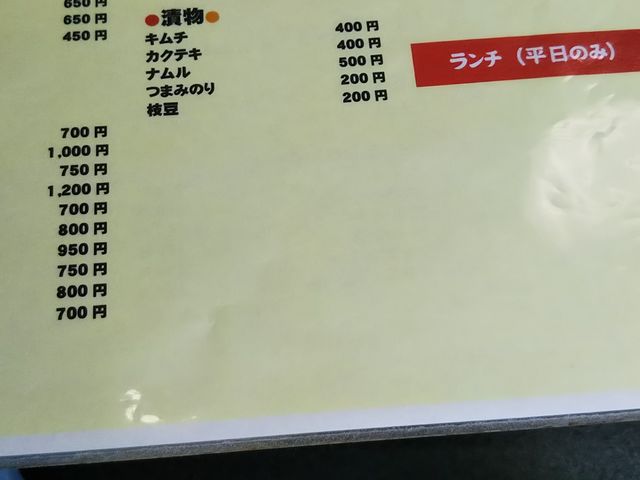 650円
650円
450円
700円
1,000円
750円
1,200円
700円
800円
950円
750円
800円
700円
●漬物●
キムチ 400円
カクテキ 400円
ナムル 500円
つまみのり 200円
枝豆 200円
ランチ（平日のみ）